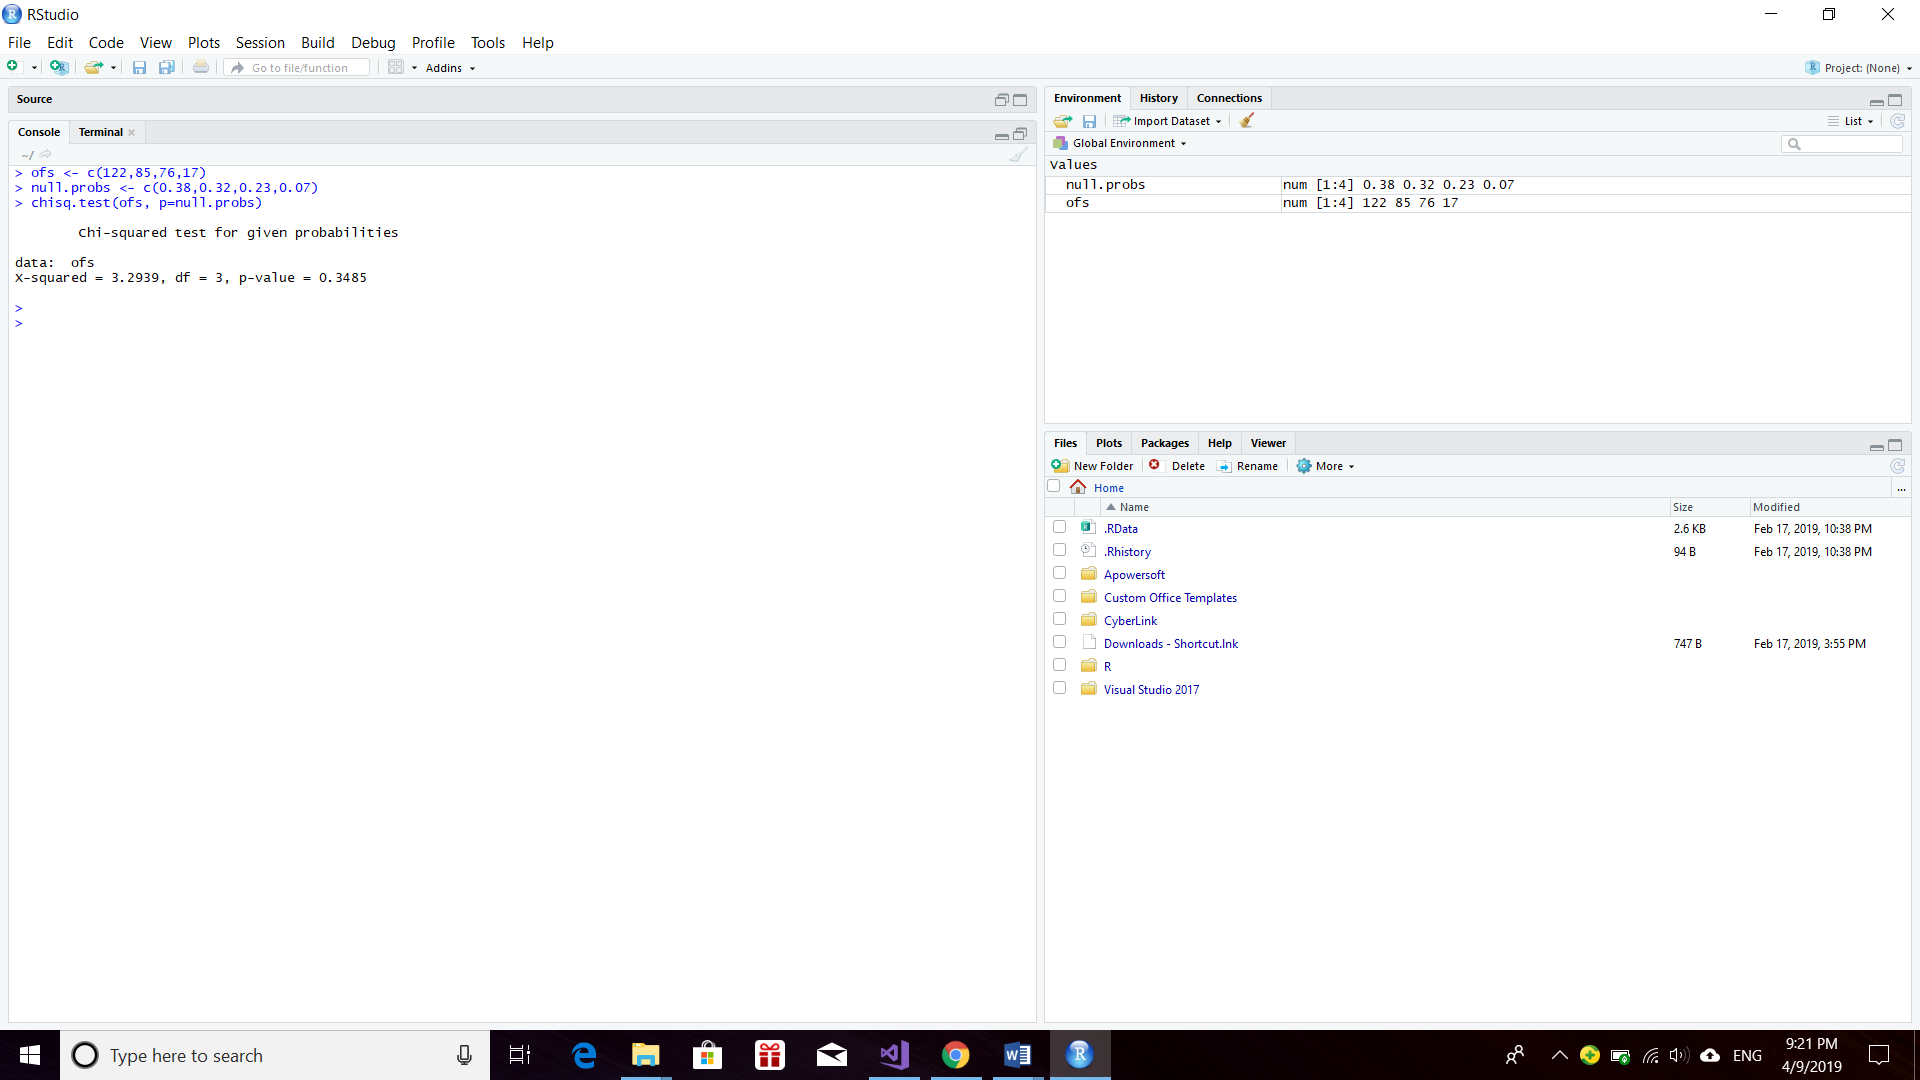 RStudio
File Edit Code View Plots Session Build Debug Profile Tools Help
Go to file/function Addins Project: (None)
Source
Console Terminal
~/
> ofs <- c(122,85,76,17)
> null.probs <- c(0.38,0.32,0.23,0.07)
> chisq.test(ofs, p=null.probs)
Chi-squared test for given probabilities
data: ofs
X-squared = 3.2939, df = 3, p-value = 0.3485
>
>
Environment History Connections
Import Dataset List
Global Environment
Values
null.probs num [1:4] 0.38 0.32 0.23 0.07
ofs num [1:4] 122 85 76 17
Files Plots Packages Help Viewer
New Folder Delete Rename More
Home ...
Name Size Modified
.RData 2.6 KB Feb 17, 2019, 10:38 PM
.Rhistory 94 B Feb 17, 2019, 10:38 PM
Apowersoft
Custom Office Templates
CyberLink
Downloads - Shortcut.lnk 747 B Feb 17, 2019, 3:55 PM
R
Visual Studio 2017
Type here to search ENG 9:21 PM
4/9/2019